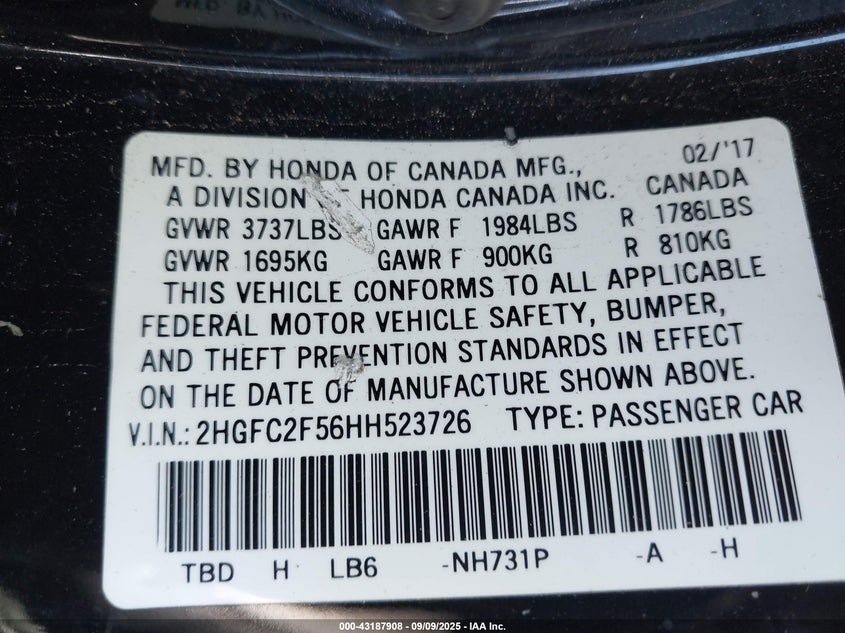 MFD. BY HONDA OF CANADA MFG., 02/'17
A DIVISION OF HONDA CANADA INC. CANADA
GVWR 3737LBS GAWR F 1984LBS R 1786LBS
GVWR 1695KG GAWR F 900KG R 810KG
THIS VEHICLE CONFORMS TO ALL APPLICABLE
FEDERAL MOTOR VEHICLE SAFETY, BUMPER,
AND THEFT PREVENTION STANDARDS IN EFFECT
ON THE DATE OF MANUFACTURE SHOWN ABOVE.
V.I.N.: 2HGFC2F56HH523726 TYPE: PASSENGER CAR
TBD H LB6 -NH731P -A -H
000-43187908 - 09/09/2025 - IAA Inc.